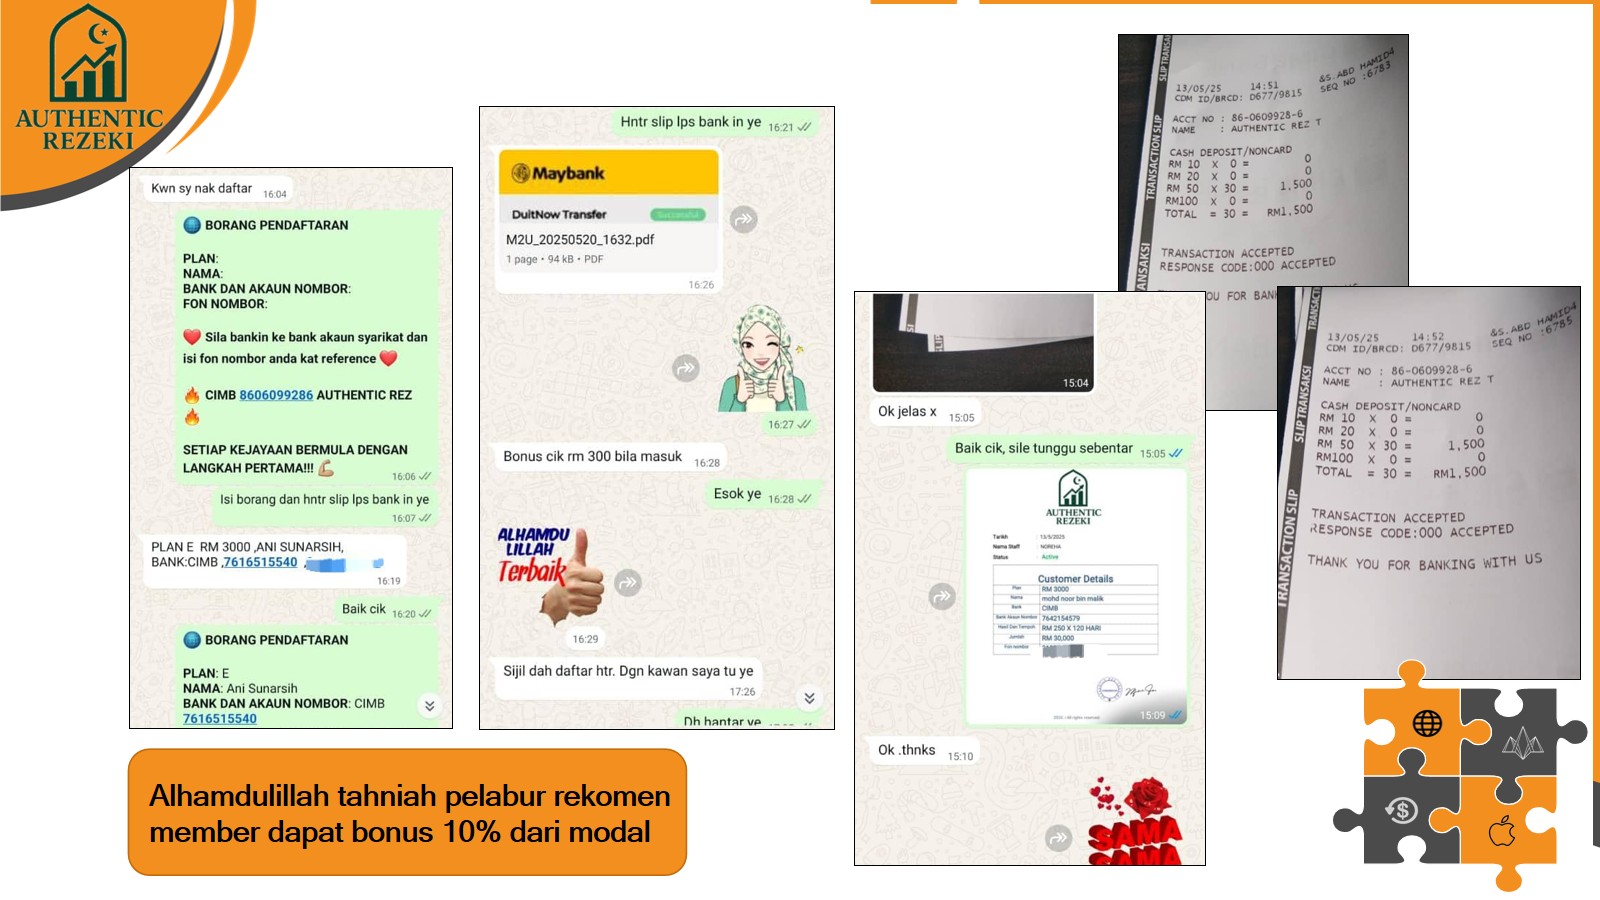 AUTHENTIC
REZEKI
Kwn sy nak daftar 16:04
BORANG PENDAFTARAN
PLAN:
NAMA:
BANK DAN AKAUN NOMBOR:
FON NOMBOR:
Sila bankin ke bank akaun syarikat dan
isi fon nombor anda kat reference
CIMB 8606099286 AUTHENTIC REZ
SETIAP KEJAYAAN BERMULA DENGAN
LANGKAH PERTAMA!!!
16:06
Isi borang dan hntr slip lps bank in ye
16:07
PLAN E RM 3000 ,ANI SUNARSIH,
BANK:CIMB ,7616515540 ,
16:19
Baik cik 16:20
BORANG PENDAFTARAN
PLAN: E
NAMA: Ani Sunarsih
BANK DAN AKAUN NOMBOR: CIMB
7616515540
Hntr slip lps bank in ye 16:21
Maybank
DuitNow Transfer Successful
M2U_20250520_1632.pdf
1 page • 94 kB • PDF
16:26
16:27
Bonus cik rm 300 bila masuk 16:28
Esok ye 16:28
ALHAMDU
LILLAH
Terbaik
16:29
Sijil dah daftar htr. Dgn kawan saya tu ye
17:26
Dh hantar ye
15:04
Ok jelas x 15:05
Baik cik, sile tunggu sebentar 15:05
AUTHENTIC
REZEKI
Tarikh : 13/5/2025
Nama Staff : NOREHA
Status : Active
Customer Details
Plan RM 3000
Nama mohd noor bin malik
Bank CIMB
Bank Akaun Nombor 7642154579
Hasil Dan Tempoh RM 250 X 120 HARI
Jumlah RM 30,000
Fon nombor
15:09
Ok .thnks 15:10
SAMA
SAMA
SLIP TRANSAKSI
TRANSACTION SLIP
13/05/25 14:51 &S.ABD HAMID4
CDM ID/BRCD: D677/9815 SEQ NO :6783
ACCT NO : 86-0609928-6
NAME : AUTHENTIC REZ T
CASH DEPOSIT/NONCARD
RM 10 X 0 = 0
RM 20 X 0 = 0
RM 50 X 30 = 1,500
RM100 X 0 = 0
TOTAL = 30 = RM1,500
TRANSACTION ACCEPTED
RESPONSE CODE:000 ACCEPTED
OU FOR BANK
TRANSACTION SLIP
SLIP TRANSAKSI
13/05/25 14:52 &S.ABD HAMID4
CDM ID/BRCD: D677/9815 SEQ NO :6785
ACCT NO : 86-0609928-6
NAME : AUTHENTIC REZ T
CASH DEPOSIT/NONCARD
RM 10 X 0 = 0
RM 20 X 0 = 0
RM 50 X 30 = 1,500
RM100 X 0 = 0
TOTAL = 30 = RM1,500
TRANSACTION ACCEPTED
RESPONSE CODE:000 ACCEPTED
THANK YOU FOR BANKING WITH US
Alhamdulillah tahniah pelabur rekomen
member dapat bonus 10% dari modal